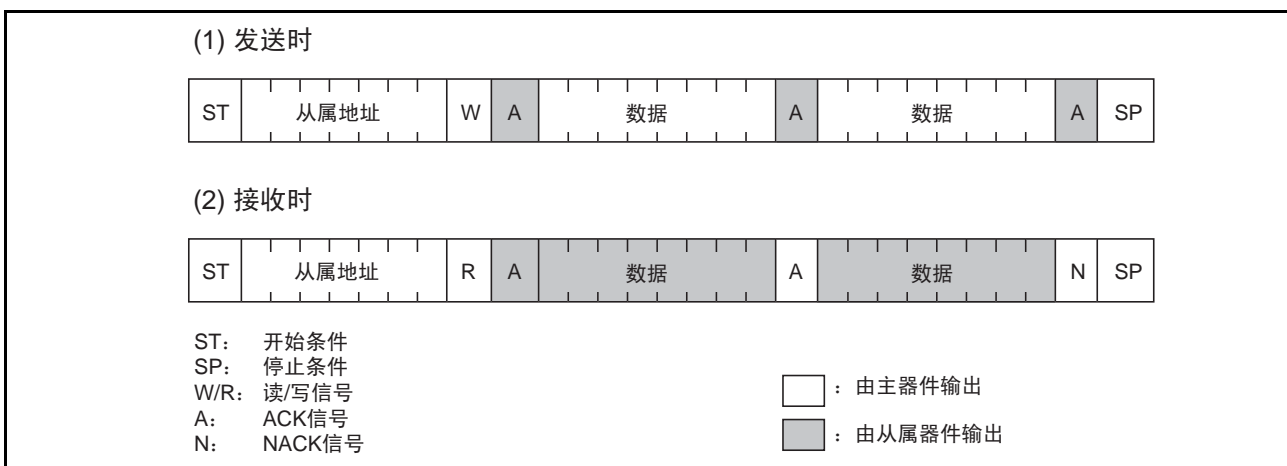 (1) 发送时
ST 从属地址 W A 数据 A 数据 A SP
(2) 接收时
ST 从属地址 R A 数据 A 数据 N SP
ST： 开始条件
SP： 停止条件
W/R： 读/写信号
A： ACK信号
N： NACK信号
：由主器件输出
：由从属器件输出